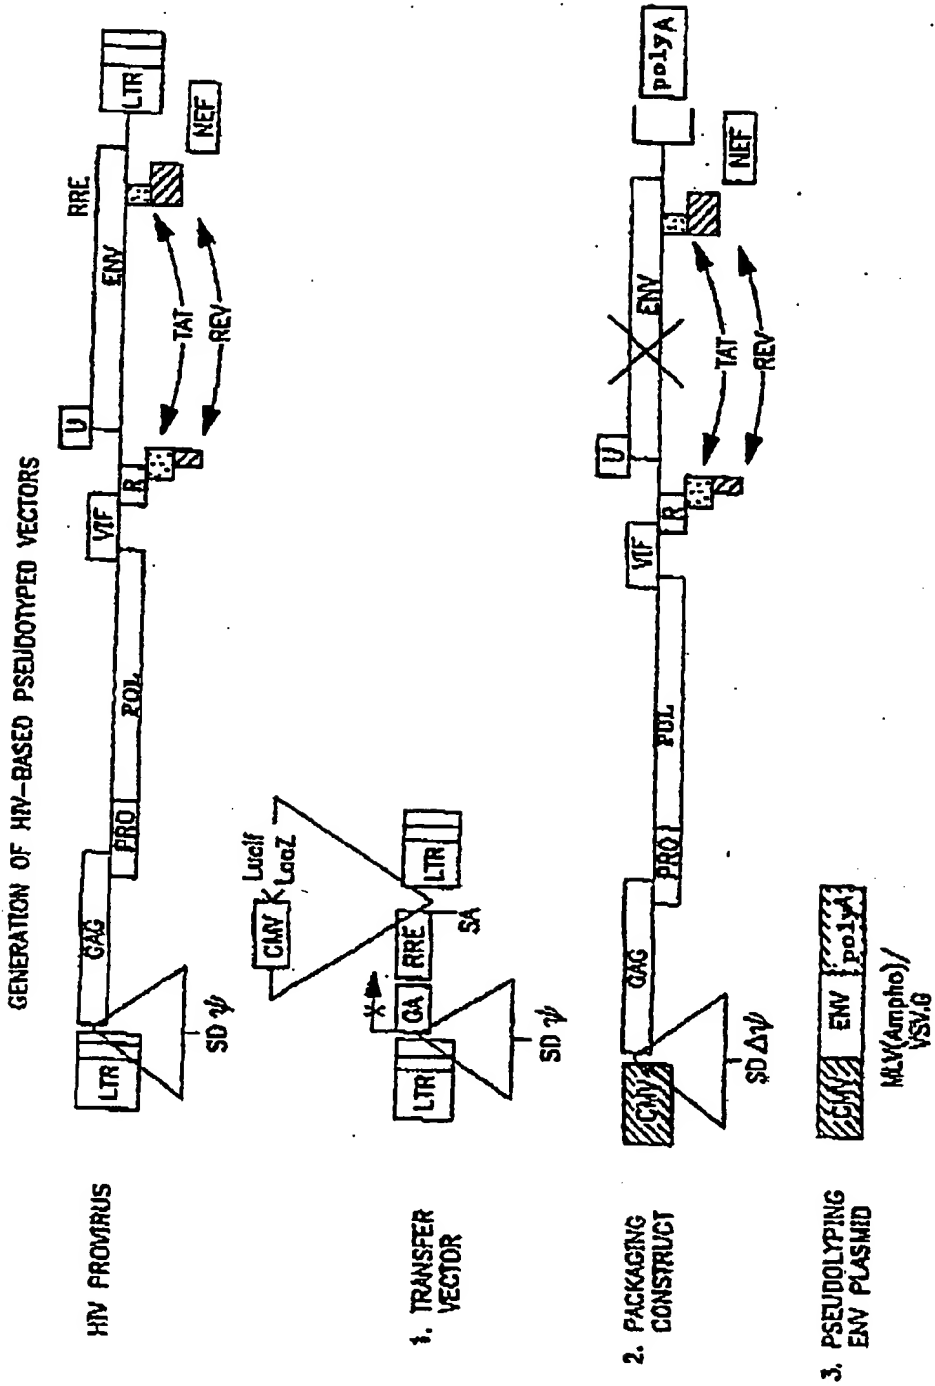 GENERATION OF HIV-BASED PSEUDOTYPED VECTORS
HIV PROVIRUS
LTR
SD ψ
GAG
PRO
POL
VIF
R
U
ENV
RRE
TAT
REV
NEF
LTR
1. TRANSFER
VECTOR
LTR
SD ψ
X
GA
RRE
SA
CMV
Lucif
LacZ
LTR
2. PACKAGING
CONSTRUCT
CMV
SD Δψ
GAG
PRO
POL
VIF
R
U
ENV
TAT
REV
NEF
polyA
3. PSEUDOLYPING
ENV PLASMID
CMV
ENV
polyA
MLV(Ampho)/
VSV.G